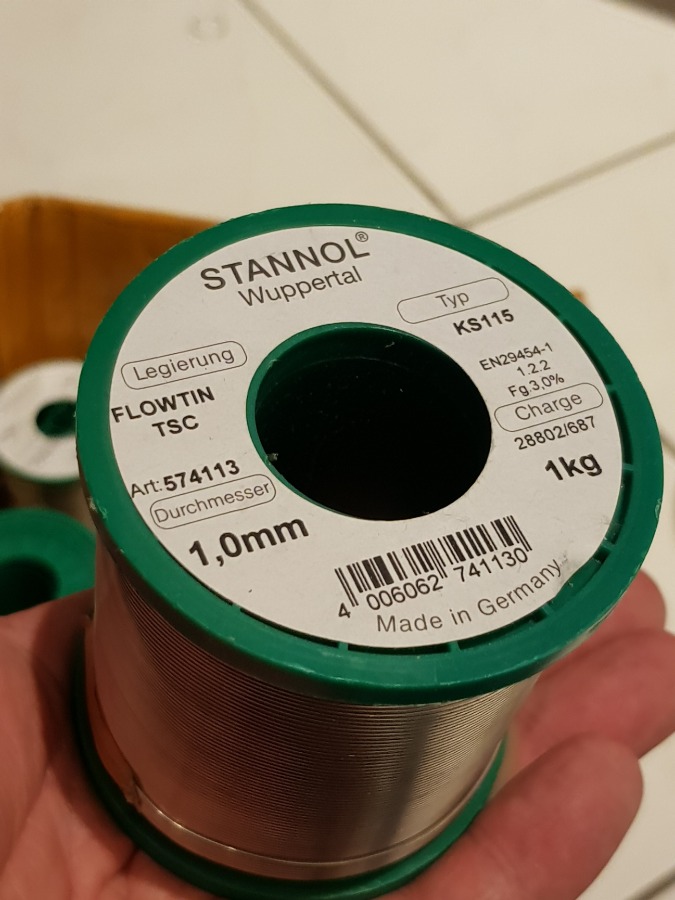 STANNOL®
Wuppertal
Typ
KS115
EN29454-1
1.2.2
Fg.3,0%
Charge
28802/687
1kg
Legierung
FLOWTIN
TSC
Art:574113
Durchmesser
1,0mm
4 006062 741130
Made in Germany